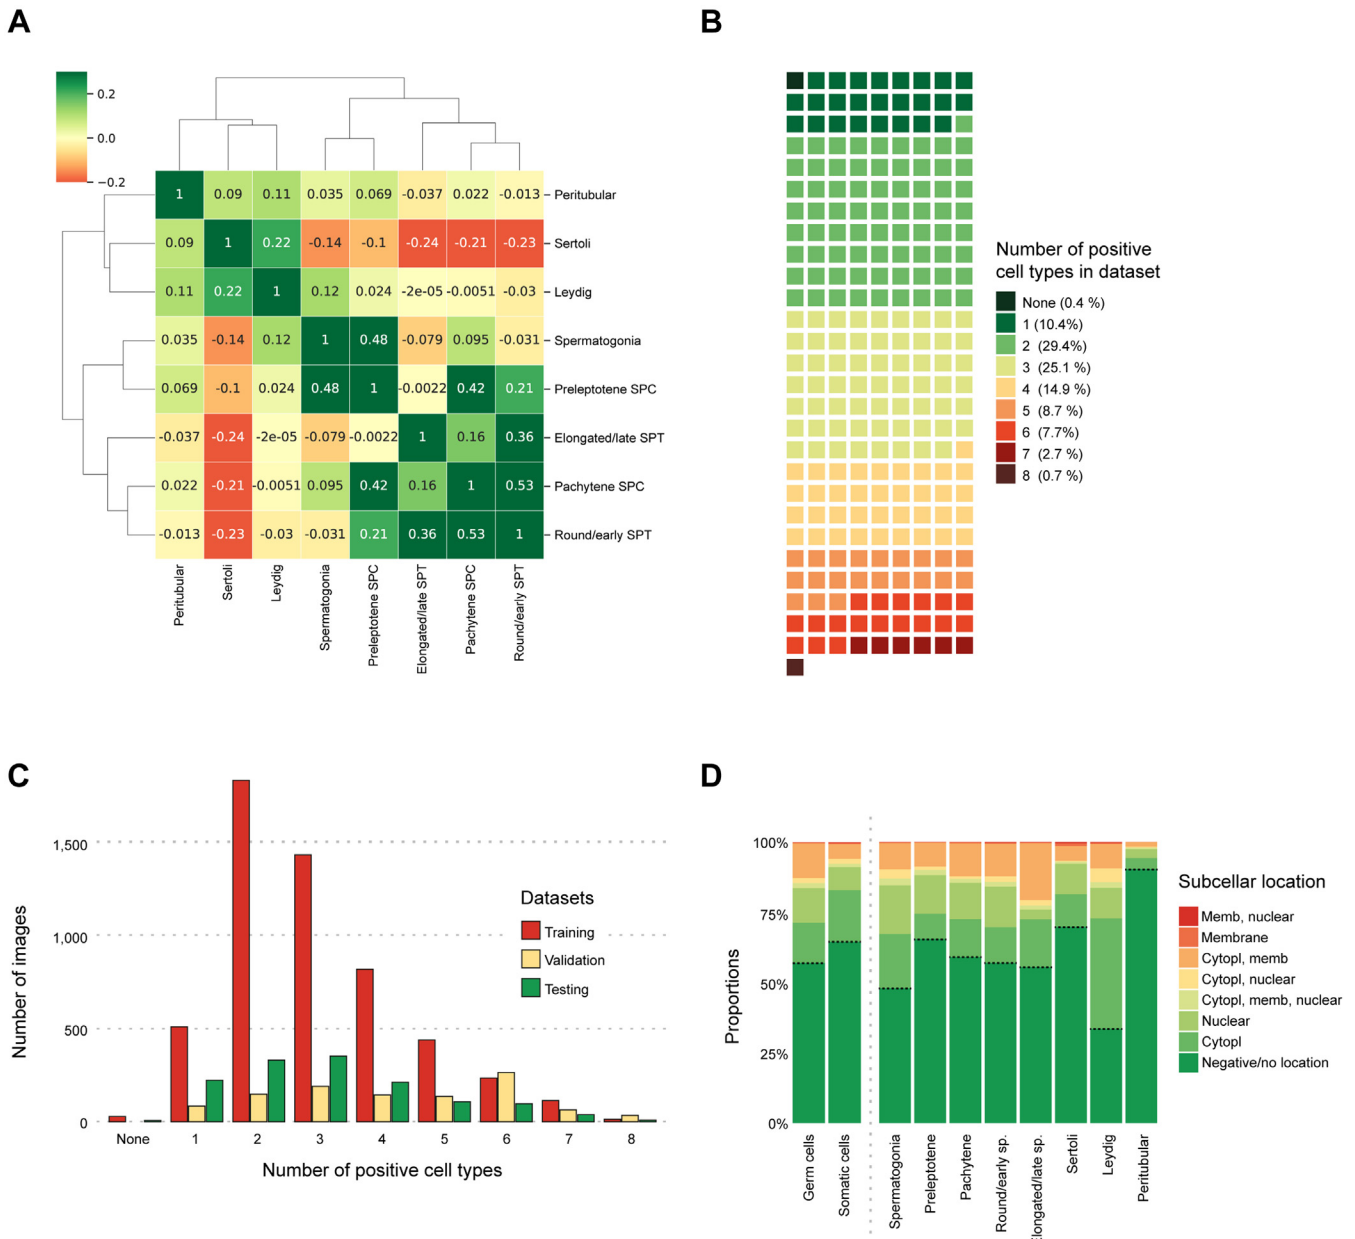 A
B
0.2
0.0
−0.2
1 0.09 0.11 0.035 0.069 -0.037 0.022 -0.013 Peritubular
0.09 1 0.22 -0.14 -0.1 -0.24 -0.21 -0.23 Sertoli
0.11 0.22 1 0.12 0.024 -2e-05 -0.0051 -0.03 Leydig
0.035 -0.14 0.12 1 0.48 -0.079 0.095 -0.031 Spermatogonia
0.069 -0.1 0.024 0.48 1 -0.0022 0.42 0.21 Preleptotene SPC
-0.037 -0.24 -2e-05 -0.079 -0.0022 1 0.16 0.36 Elongated/late SPT
0.022 -0.21 -0.0051 0.095 0.42 0.16 1 0.53 Pachytene SPC
-0.013 -0.23 -0.03 -0.031 0.21 0.36 0.53 1 Round/early SPT
Peritubular
Sertoli
Leydig
Spermatogonia
Preleptotene SPC
Elongated/late SPT
Pachytene SPC
Round/early SPT
Number of positive
cell types in dataset
None (0.4 %)
1 (10.4%)
2 (29.4%)
3 (25.1 %)
4 (14.9 %)
5 (8.7 %)
6 (7.7%)
7 (2.7 %)
8 (0.7 %)
C
Number of images
1,500
1,000
500
0
None 1 2 3 4 5 6 7 8
Number of positive cell types
Datasets
Training
Validation
Testing
D
Proportions
100%
75%
50%
25%
0%
Germ cells
Somatic cells
Spermatogonia
Preleptotene
Pachytene
Round/early sp.
longated/late sp.
Sertoli
Leydig
Peritubular
Subcellar location
Memb, nuclear
Membrane
Cytopl, memb
Cytopl, nuclear
Cytopl, memb, nuclear
Nuclear
Cytopl
Negative/no location